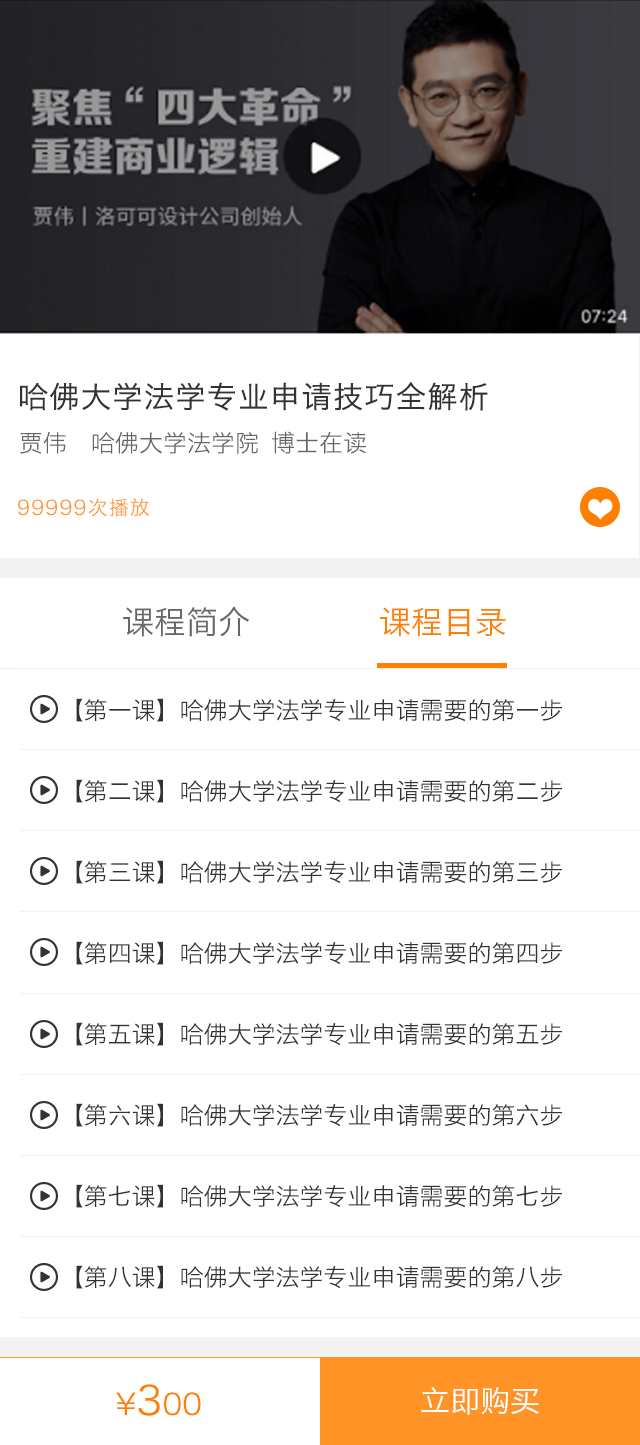 聚焦“四大革命”
重建商业逻辑
贾伟丨洛可可设计公司创始人
07:24
哈佛大学法学专业申请技巧全解析
贾伟 哈佛大学法学院 博士在读
99999次播放
课程简介 课程目录
【第一课】哈佛大学法学专业申请需要的第一步
【第二课】哈佛大学法学专业申请需要的第二步
【第三课】哈佛大学法学专业申请需要的第三步
【第四课】哈佛大学法学专业申请需要的第四步
【第五课】哈佛大学法学专业申请需要的第五步
【第六课】哈佛大学法学专业申请需要的第六步
【第七课】哈佛大学法学专业申请需要的第七步
【第八课】哈佛大学法学专业申请需要的第八步
¥300 立即购买